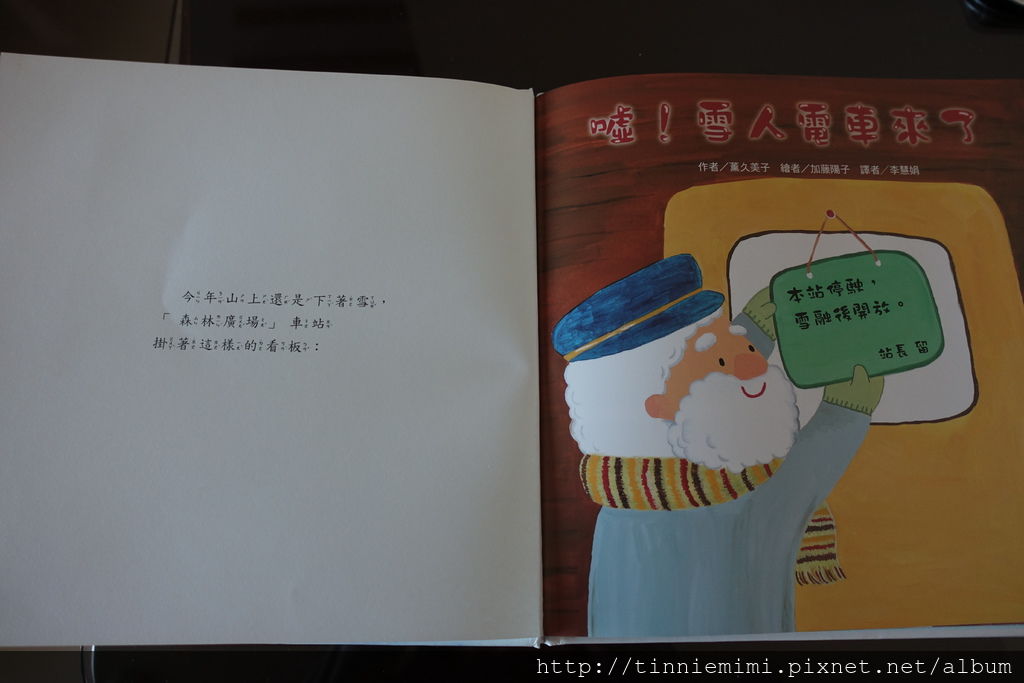 今年山上還是下著雪，
「森林廣場」車站
掛著這樣的看板：
噓！雪人電車來了
作者／薰久美子 繪者／加藤陽子 譯者／李慧娟
本站停駛，
雪融後開放。
站長 留
http://tinniemimi.pixnet.net/album